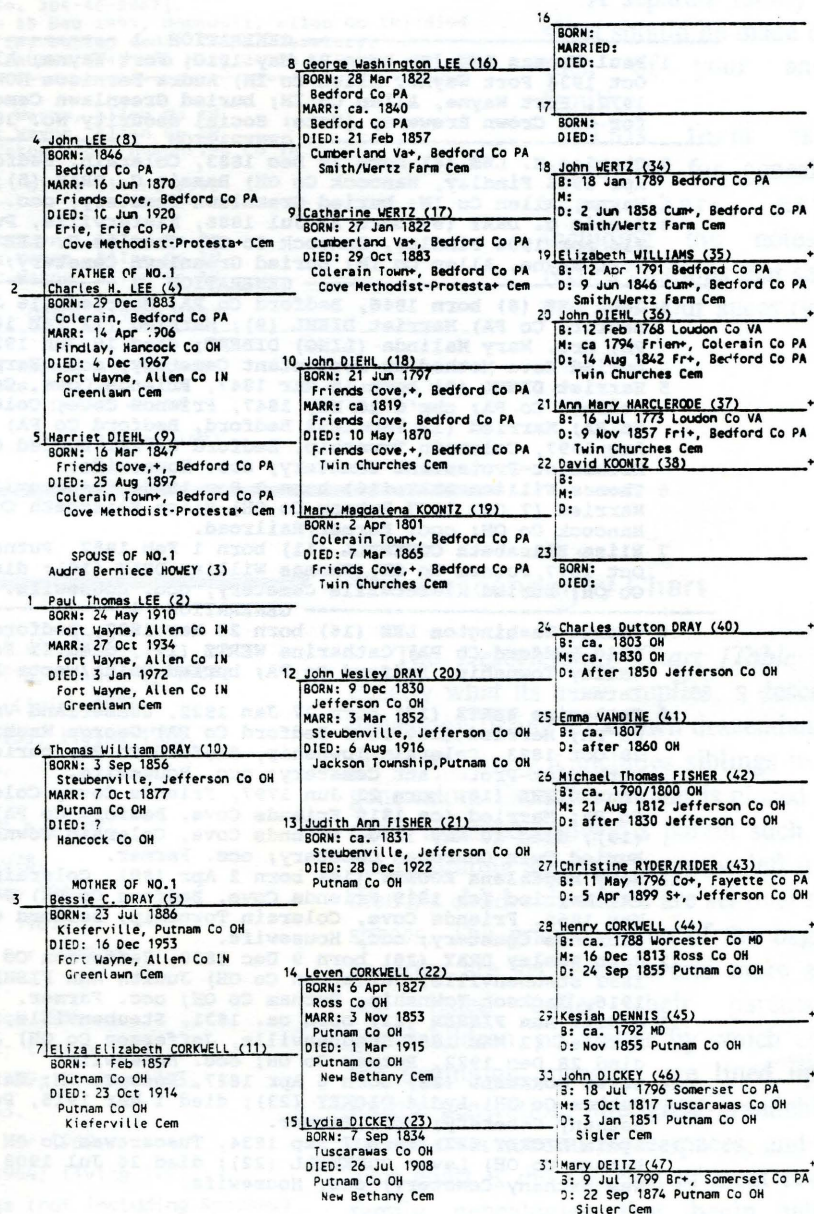 16
BORN:
MARRIED:
DIED:
8 George Washington LEE (16)
BORN: 28 Mar 1822
Bedford Co PA
MARR: ca. 1840
Bedford Co PA
DIED: 21 Feb 1857
Cumberland Va+, Bedford Co PA
Smith/Wertz Farm Cem
17
BORN:
DIED:
4 John LEE (8)
BORN: 1846
Bedford Co PA
MARR: 16 Jun 1870
Friends Cove, Bedford Co PA
DIED: 1C Jun 1920
Erie, Erie Co PA
Cove Methodist-Protesta+ Cem
18 John WERTZ (34) +
B: 18 Jan 1789 Bedford Co PA
M:
D: 2 Jun 1858 Cum+, Bedford Co PA
Smith/Wertz Farm Cem
9 Catharine WERTZ (17)
BORN: 27 Jan 1822
Cumberland Va+, Bedford Co PA
DIED: 29 Oct 1883
Colerain Town+, Bedford Co PA
Cove Methodist-Protesta+ Cem
19 Elizabeth WILLIAMS (35) +
B: 12 Apr 1791 Bedford Co PA
D: 9 Jun 1846 Cum+, Bedford Co PA
Smith/Wertz Farm Cem
FATHER OF NO.1
2 Charles H. LEE (4)
BORN: 29 Dec 1883
Colerain, Bedford Co PA
MARR: 14 Apr 1906
Findlay, Hancock Co OH
DIED: 4 Dec 1967
Fort Wayne, Allen Co IN
Greenlawn Cem
20 John DIEHL (36) +
B: 12 Feb 1768 Loudon Co VA
M: ca 1794 Frien+, Colerain Co PA
D: 14 Aug 1842 Fr+, Bedford Co PA
Twin Churches Cem
10 John DIEHL (18)
BORN: 21 Jun 1797
Friends Cove,+, Bedford Co PA
MARR: ca 1819
Friends Cove, Bedford Co PA
DIED: 10 May 1870
Friends Cove,+, Bedford Co PA
Twin Churches Cem
21 Ann Mary HARCLERODE (37) +
B: 16 Jul 1773 Loudon Co VA
D: 9 Nov 1857 Fri+, Bedford Co PA
Twin Churches Cem
5 Harriet DIEHL (9)
BORN: 16 Mar 1847
Friends Cove,+, Bedford Co PA
DIED: 25 Aug 1897
Colerain Town+, Bedford Co PA
Cove Methodist-Protesta+ Cem
22 David KOONTZ (38) +
B:
M:
D:
11 Mary Magdalena KOONTZ (19)
BORN: 2 Apr 1801
Colerain Town+, Bedford Co PA
DIED: 7 Mar 1865
Friends Cove,+, Bedford Co PA
Twin Churches Cem
23
BORN:
DIED:
SPOUSE OF NO.1
Audra Berniece HOWEY (3)
1 Paul Thomas LEE (2)
BORN: 24 May 1910
Fort Wayne, Allen Co IN
MARR: 27 Oct 1934
Fort Wayne, Allen Co IN
DIED: 3 Jan 1972
Fort Wayne, Allen Co IN
Greenlawn Cem
24 Charles Dutton DRAY (40) +
B: ca. 1803 OH
M: ca. 1830 OH
D: After 1850 Jefferson Co OH
12 John Wesley DRAY (20)
BORN: 9 Dec 1830
Jefferson Co OH
MARR: 3 Mar 1852
Steubenville, Jefferson Co OH
DIED: 6 Aug 1916
Jackson Township,Putnam Co OH
25 Emma VANDINE (41) +
B: ca. 1807
D: after 1860 OH
6 Thomas William DRAY (10)
BORN: 3 Sep 1856
Steubenville, Jefferson Co OH
MARR: 7 Oct 1877
Putnam Co OH
DIED: ?
Hancock Co OH
26 Michael Thomas FISHER (42) +
B: ca. 1790/1800 OH
M: 21 Aug 1812 Jefferson Co OH
D: after 1830 Jefferson Co OH
13 Judith Ann FISHER (21)
BORN: ca. 1831
Steubenville, Jefferson Co OH
DIED: 28 Dec 1922
Putnam Co OH
27 Christine RYDER/RIDER (43) +
B: 11 May 1796 Co+, Fayette Co PA
D: 5 Apr 1899 S+, Jefferson Co OH
MOTHER OF NO.1
3 Bessie C. DRAY (5)
BORN: 23 Jul 1886
Kieferville, Putnam Co OH
DIED: 16 Dec 1953
Fort Wayne, Allen Co IN
Greenlawn Cem
28 Henry CORKWELL (44) +
B: ca. 1788 Worcester Co MD
M: 16 Dec 1813 Ross Co OH
D: 24 Sep 1855 Putnam Co OH
14 Leven CORKWELL (22)
BORN: 6 Apr 1827
Ross Co OH
MARR: 3 Nov 1853
Putnam Co OH
DIED: 1 Mar 1915
Putnam Co OH
New Bethany Cem
29 Kesiah DENNIS (45) +
B: ca. 1792 MD
D: Nov 1855 Putnam Co OH
7 Eliza Elizabeth CORKWELL (11)
BORN: 1 Feb 1857
Putnam Co OH
DIED: 23 Oct 1914
Putnam Co OH
Kieferville Cem
30 John DICKEY (46) +
B: 18 Jul 1796 Somerset Co PA
M: 5 Oct 1817 Tuscarawas Co OH
D: 3 Jan 1851 Putnam Co OH
Sigler Cem
15 Lydia DICKEY (23)
BORN: 7 Sep 1834
Tuscarawas Co OH
DIED: 26 Jul 1908
Putnam Co OH
New Bethany Cem
31 Mary DEITZ (47) +
B: 9 Jul 1799 Br+, Somerset Co PA
D: 22 Sep 1874 Putnam Co OH
Sigler Cem